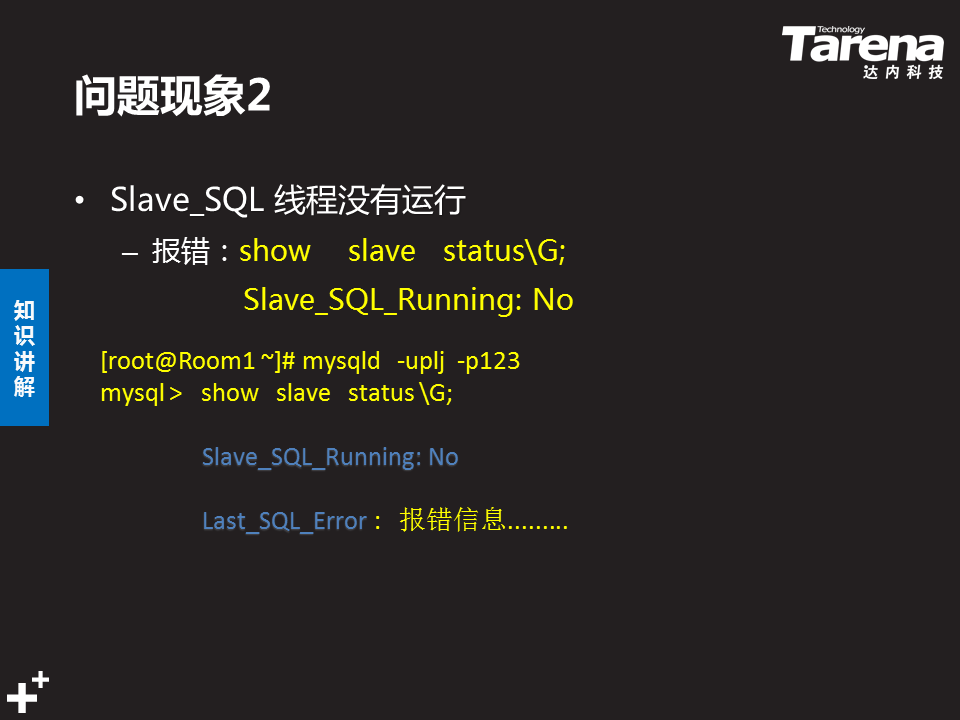 Technology
Tarena
达内科技
问题现象2
• Slave_SQL 线程没有运行
– 报错：show slave status\G;
Slave_SQL_Running: No
知识讲解
[root@Room1 ~]# mysqld -uplj -p123
mysql > show slave status \G;
Slave_SQL_Running: No
Last_SQL_Error： 报错信息.........